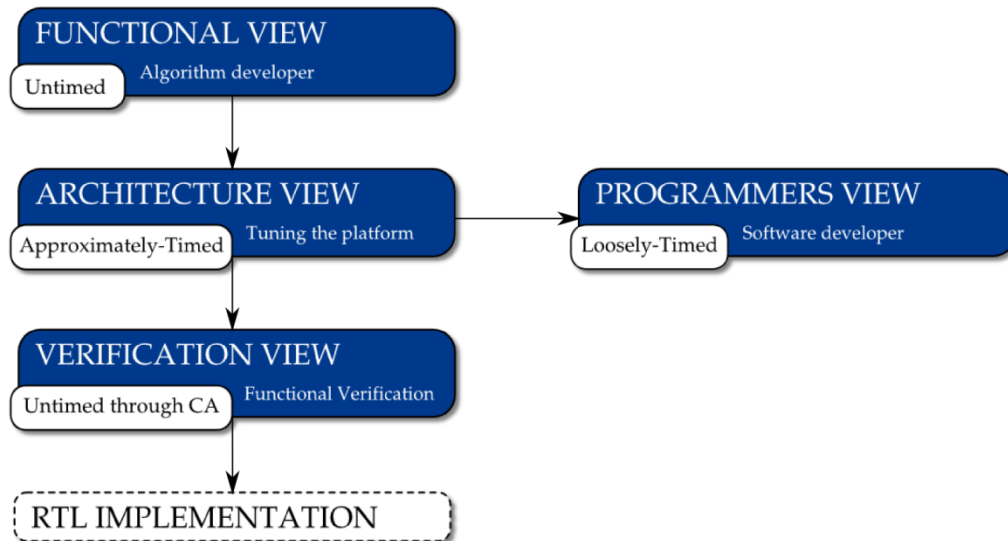 FUNCTIONAL VIEW
Algorithm developer
Untimed
ARCHITECTURE VIEW
Tuning the platform
Approximately-Timed
PROGRAMMERS VIEW
Software developer
Loosely-Timed
VERIFICATION VIEW
Functional Verification
Untimed through CA
RTL IMPLEMENTATION